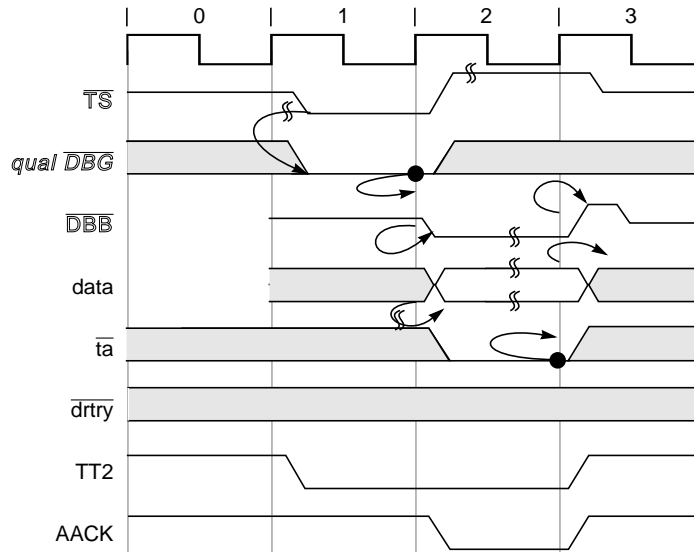 | 0 | 1 | 2 | 3
TS
qual DBG
DBB
data
ta
drtry
TT2
AACK